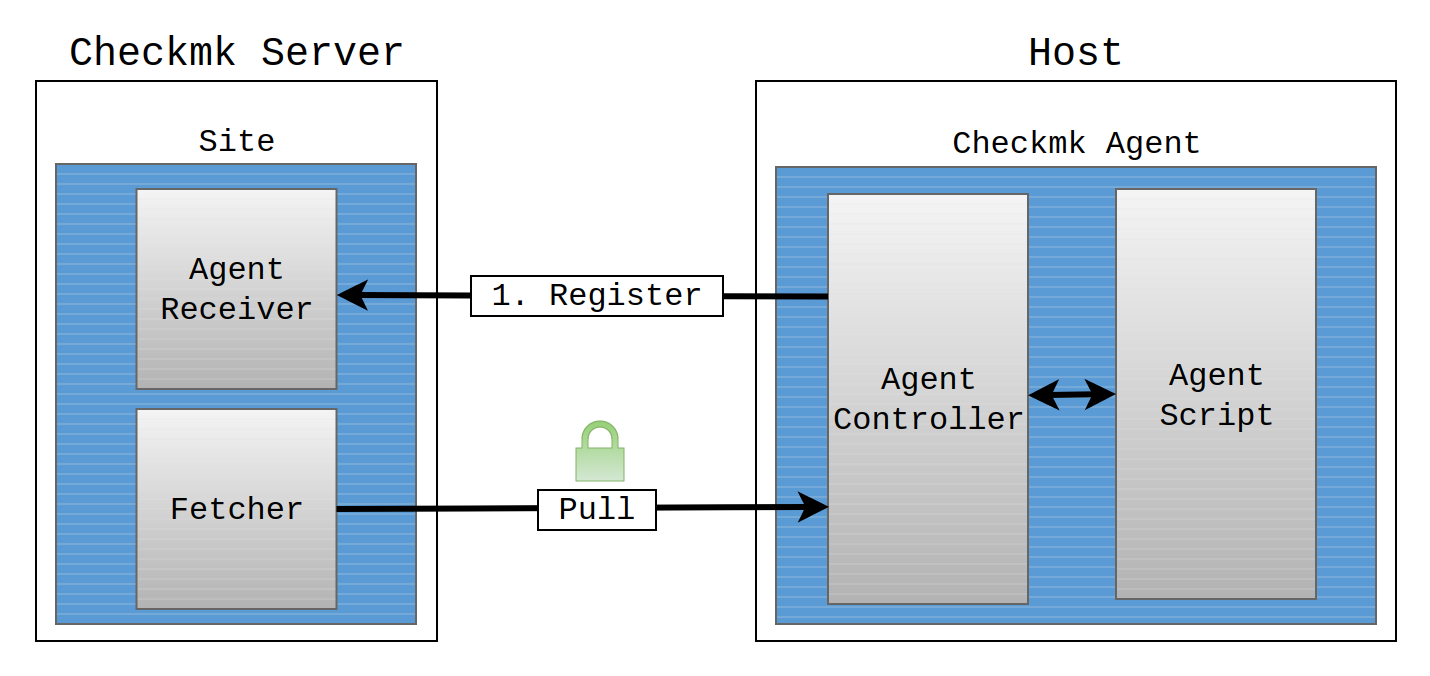 Checkmk Server
Host
Site
Checkmk Agent
Agent
Receiver
1. Register
Agent
Controller
Agent
Script
Fetcher
Pull